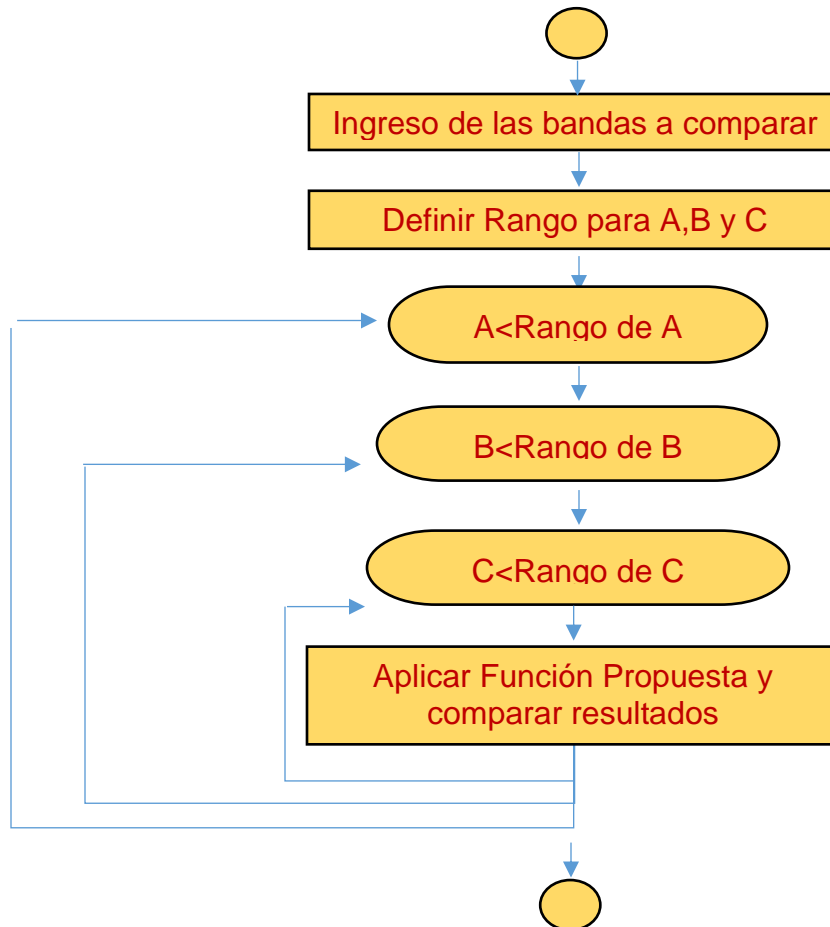 Ingreso de las bandas a comparar
Definir Rango para A,B y C
A<Rango de A
B<Rango de B
C<Rango de C
Aplicar Función Propuesta y
comparar resultados